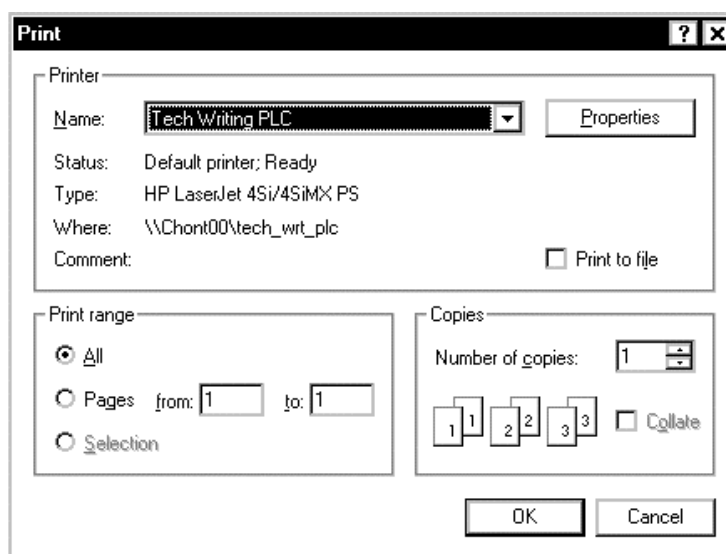 Print
Printer
Name: Tech Writing PLC Properties
Status: Default printer; Ready
Type: HP LaserJet 4Si/4SiMX PS
Where: \\Chont00\tech_wrt_plc
Comment: Print to file
Print range
All
Pages from: 1 to: 1
Selection
Copies
Number of copies: 1
1 1 2 2 3 3 Collate
OK Cancel